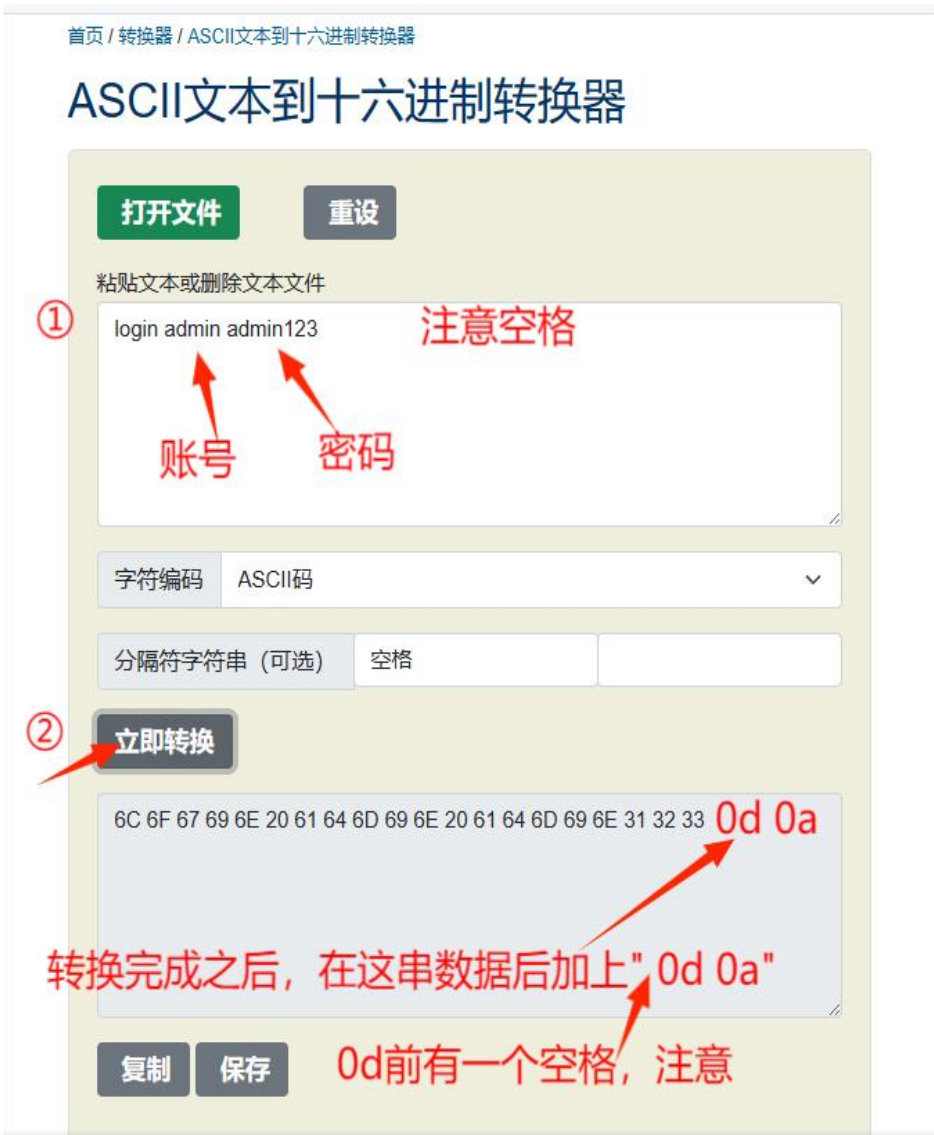 首页 / 转换器 / ASCII文本到十六进制转换器
ASCII文本到十六进制转换器
打开文件 重设
粘贴文本或删除文本文件
① login admin admin123 注意空格
账号 密码
字符编码 ASCII码
分隔符字符串（可选） 空格
② 立即转换
6C 6F 67 69 6E 20 61 64 6D 69 6E 20 61 64 6D 69 6E 31 32 33 0d 0a
转换完成之后，在这串数据后加上" 0d 0a"
复制 保存 0d前有一个空格，注意